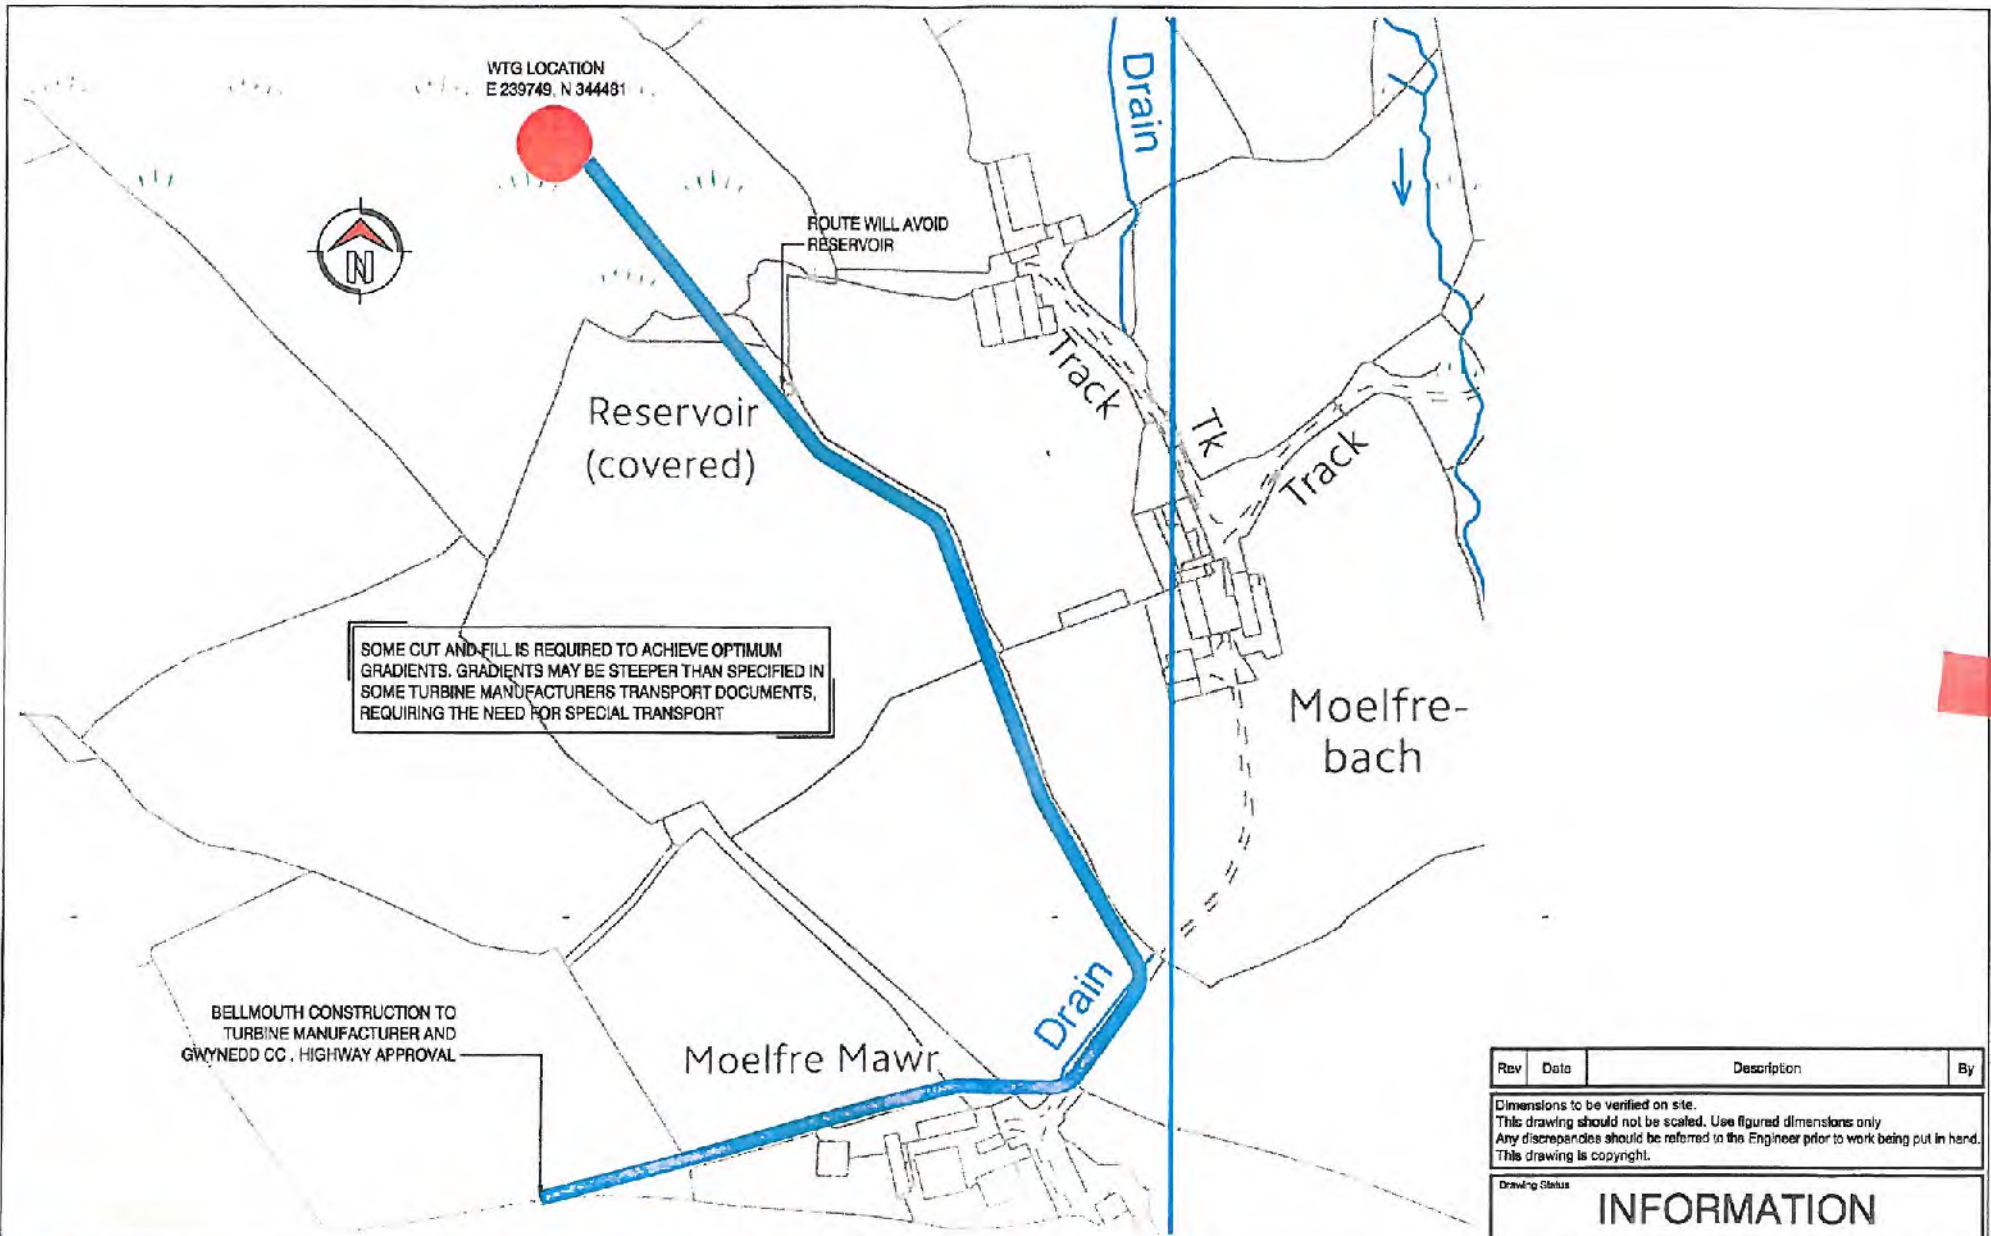 WTG LOCATION
E 239749, N 344481
Drain
N
ROUTE WILL AVOID
RESERVOIR
Track
Tk
Track
Reservoir
(covered)
SOME CUT AND FILL IS REQUIRED TO ACHIEVE OPTIMUM
GRADIENTS. GRADIENTS MAY BE STEEPER THAN SPECIFIED IN
SOME TURBINE MANUFACTURERS TRANSPORT DOCUMENTS,
REQUIRING THE NEED FOR SPECIAL TRANSPORT
Moelfre-
bach
Drain
BELLMOUTH CONSTRUCTION TO
TURBINE MANUFACTURER AND
GWYNEDD CC . HIGHWAY APPROVAL
Moelfre Mawr
Rev Date Description By
Dimensions to be verified on site.
This drawing should not be scaled. Use figured dimensions only
Any discrepancies should be referred to the Engineer prior to work being put in hand.
This drawing is copyright.
Drawing Status
INFORMATION